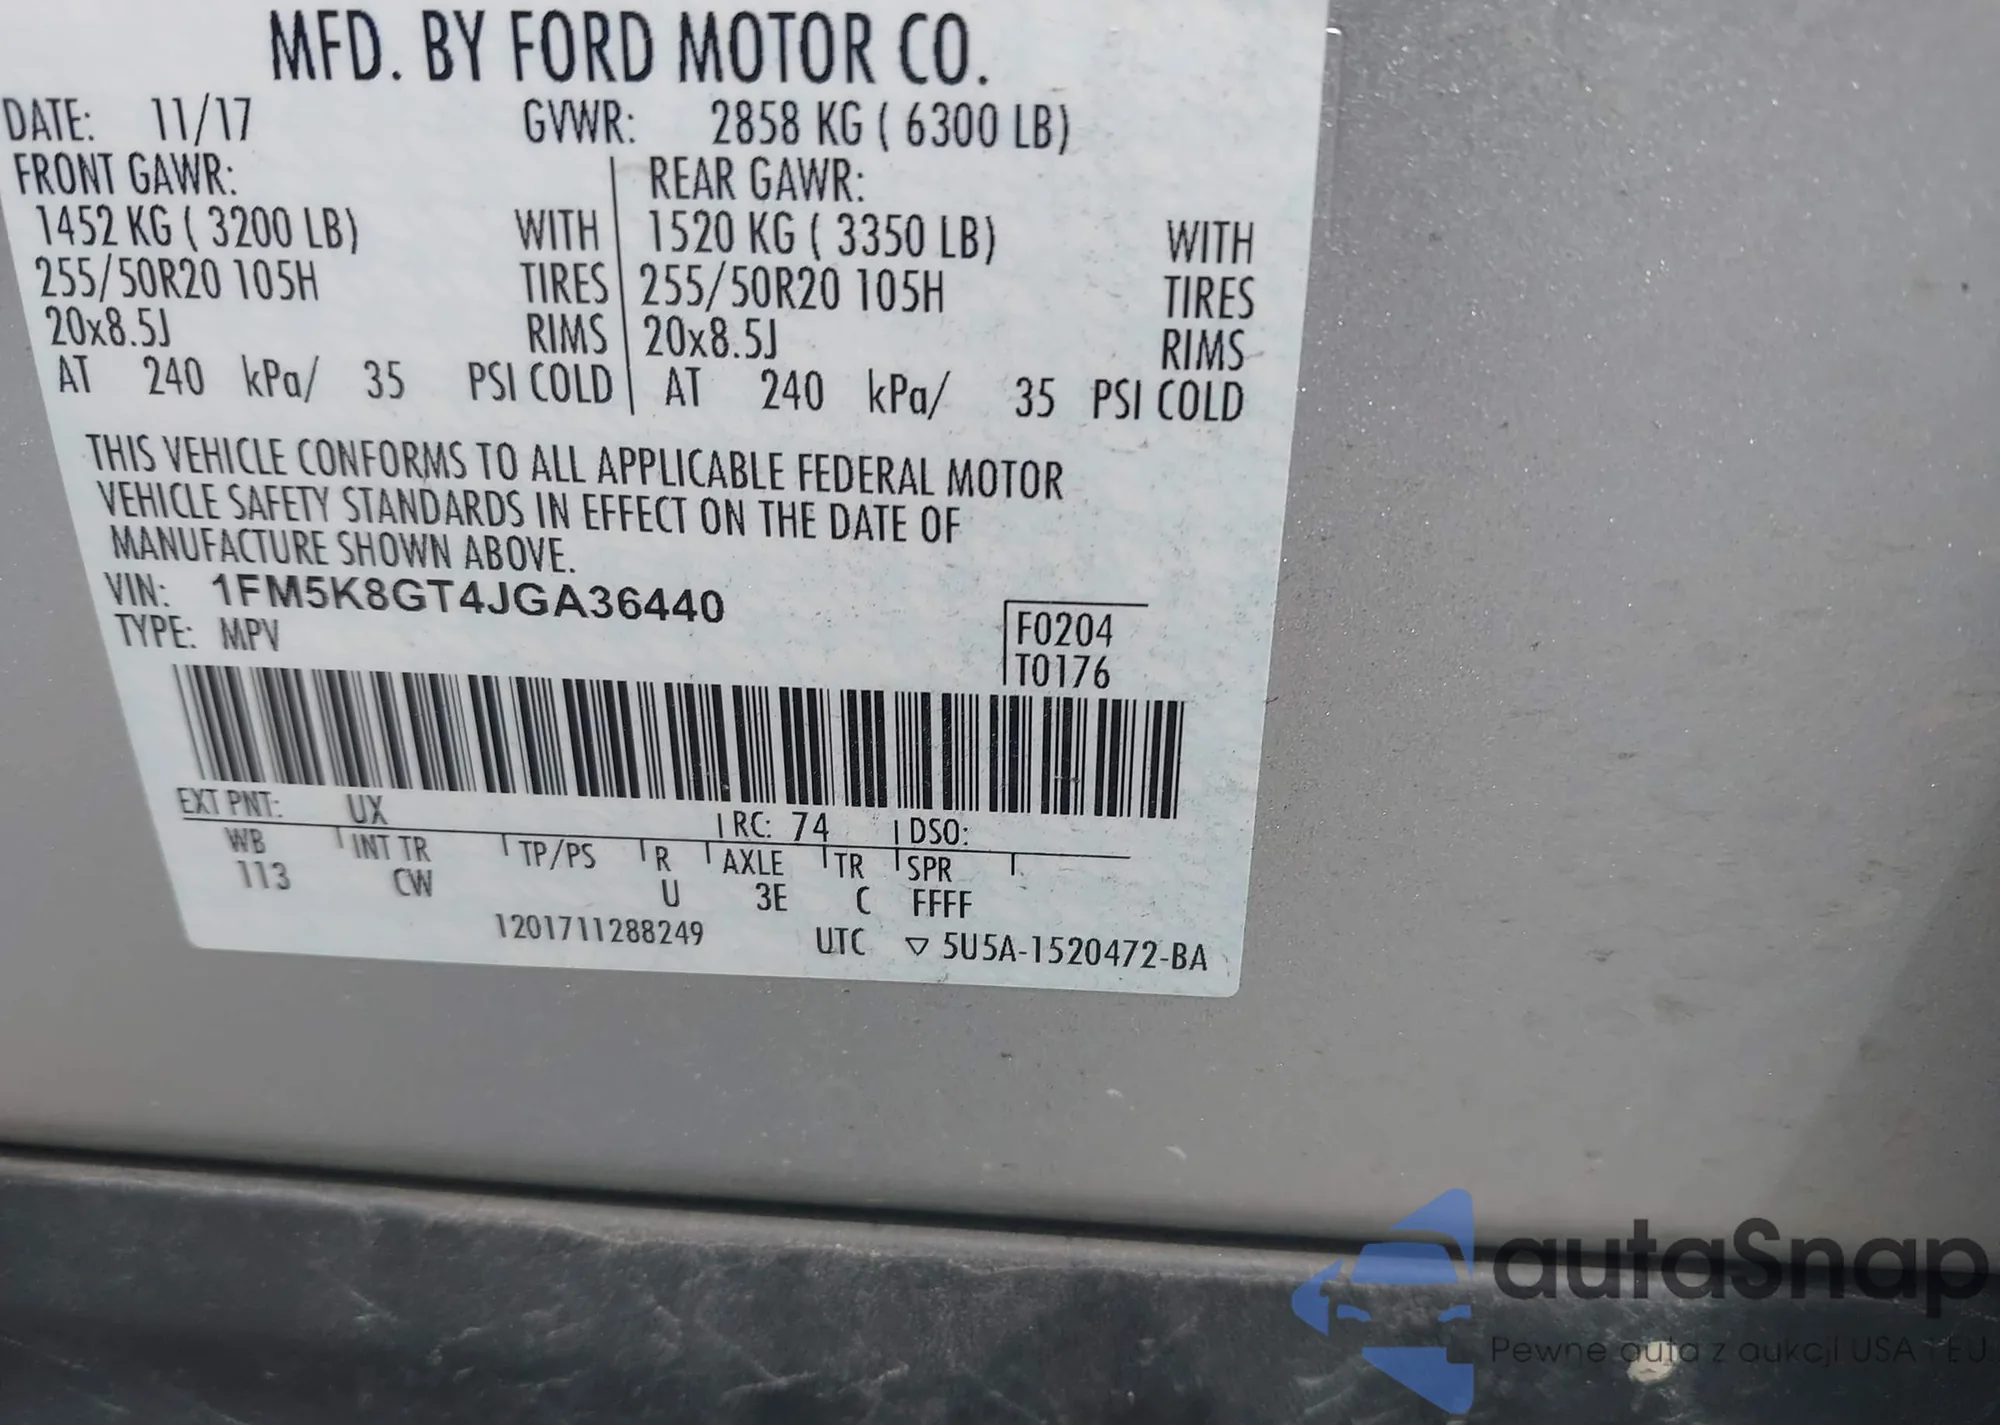 MFD. BY FORD MOTOR CO.
DATE: 11/17 GVWR: 2858 KG ( 6300 LB)
FRONT GAWR: REAR GAWR:
1452 KG ( 3200 LB) WITH 1520 KG ( 3350 LB) WITH
255/50R20 105H TIRES 255/50R20 105H TIRES
20x8.5J RIMS 20x8.5J RIMS
AT 240 kPa/ 35 PSI COLD AT 240 kPa/ 35 PSI COLD
THIS VEHICLE CONFORMS TO ALL APPLICABLE FEDERAL MOTOR
VEHICLE SAFETY STANDARDS IN EFFECT ON THE DATE OF
MANUFACTURE SHOWN ABOVE.
VIN: 1FM5K8GT4JGA36440
TYPE: MPV
F0204
T0176
EXT PNT: UX RC: 74 DSO:
WB INT TR TP/PS R AXLE TR SPR
113 CW U 3E C FFFF
1201711288249 UTC ▽ 5U5A-1520472-BA
autaSnap
Pewne auta z aukcji USA i EU